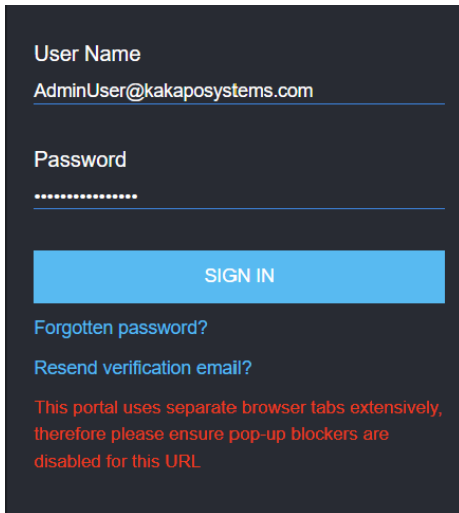 User Name
AdminUser@kakaposystems.com
Password
••••••••••••••••
SIGN IN
Forgotten password?
Resend verification email?
This portal uses separate browser tabs extensively,
therefore please ensure pop-up blockers are
disabled for this URL